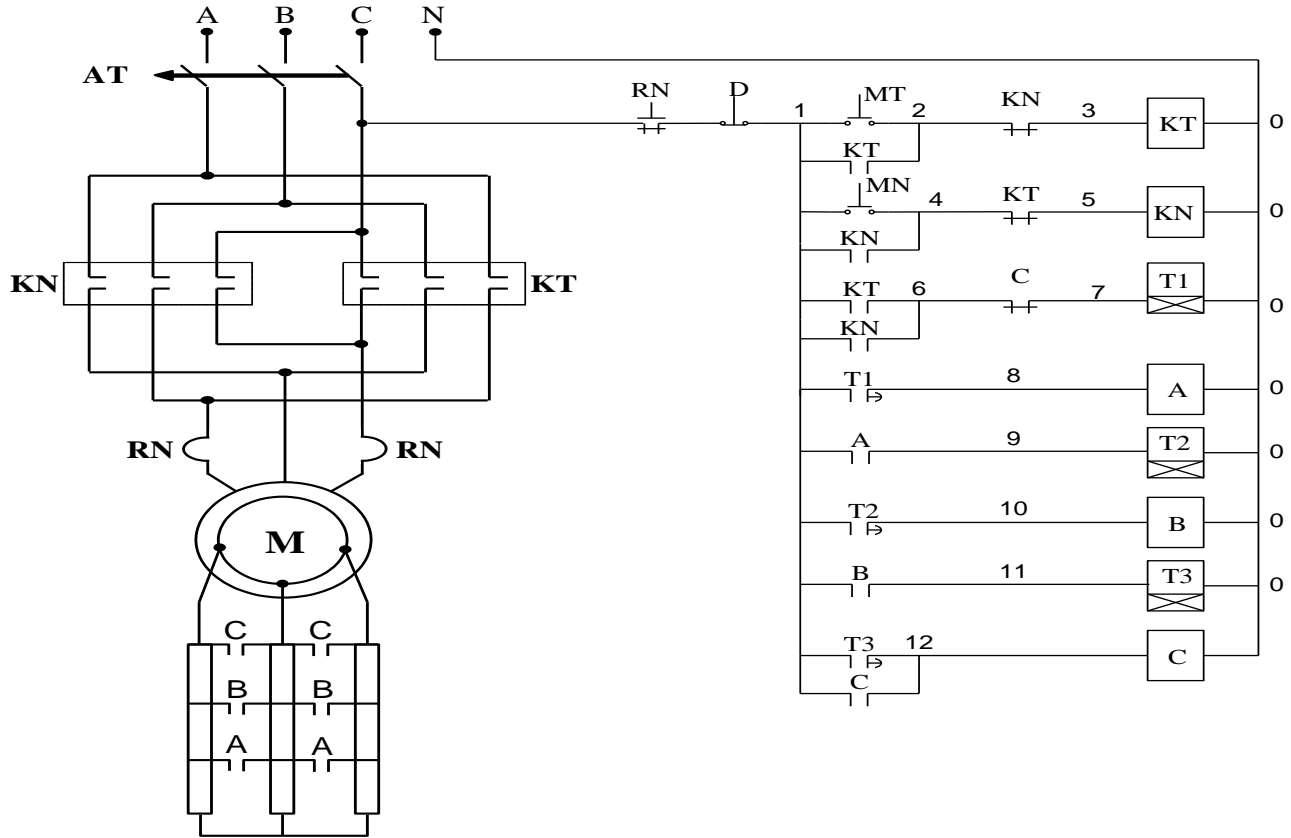 A B C N
AT
RN D 1 MT 2 KN 3 KT 0
KT
MN 4 KT 5 KN 0
KN
KN KT
KT 6 C 7 T1 0
KN
T1 8 A 0
RN RN
A 9 T2 0
M
T2 10 B 0
B 11 T3 0
C C
T3 12 C
C
B B
A A